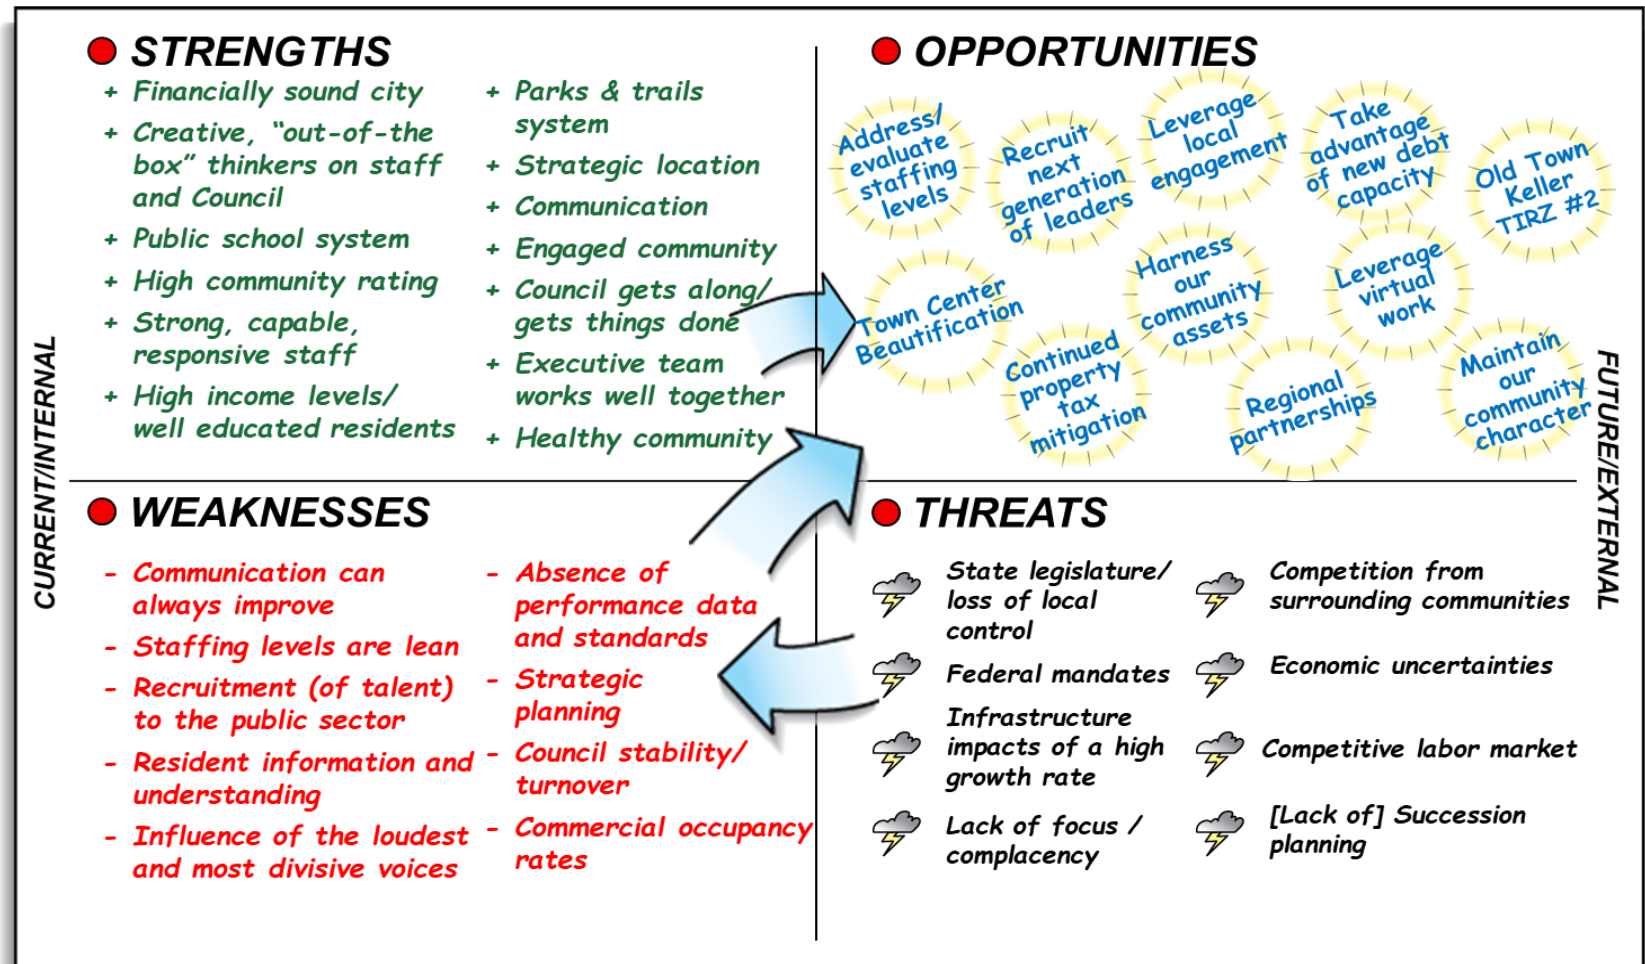 STRENGTHS
+ Financially sound city
+ Creative, “out-of-the
box” thinkers on staff
and Council
+ Public school system
+ High community rating
+ Strong, capable,
responsive staff
+ High income levels/
well educated residents
+ Parks & trails
system
+ Strategic location
+ Communication
+ Engaged community
+ Council gets along/
gets things done
+ Executive team
works well together
+ Healthy community
OPPORTUNITIES
Address/
evaluate
staffing
levels
Recruit
next
generation
of leaders
Leverage
local
engagement
Take
advantage
of new debt
capacity
Old Town
Keller
TIRZ #2
Town Center
Beautification
Continued
property
tax
mitigation
Harness
our
community
assets
Regional
partnerships
Leverage
virtual
work
Maintain
our
community
character
CURRENT/INTERNAL
FUTURE/EXTERNAL
WEAKNESSES
- Communication can
always improve
- Staffing levels are lean
- Recruitment (of talent)
to the public sector
- Resident information and
understanding
- Influence of the loudest
and most divisive voices
- Absence of
performance data
and standards
- Strategic
planning
- Council stability/
turnover
- Commercial occupancy
rates
THREATS
State legislature/
loss of local
control
Federal mandates
Infrastructure
impacts of a high
growth rate
Lack of focus /
complacency
Competition from
surrounding communities
Economic uncertainties
Competitive labor market
[Lack of] Succession
planning